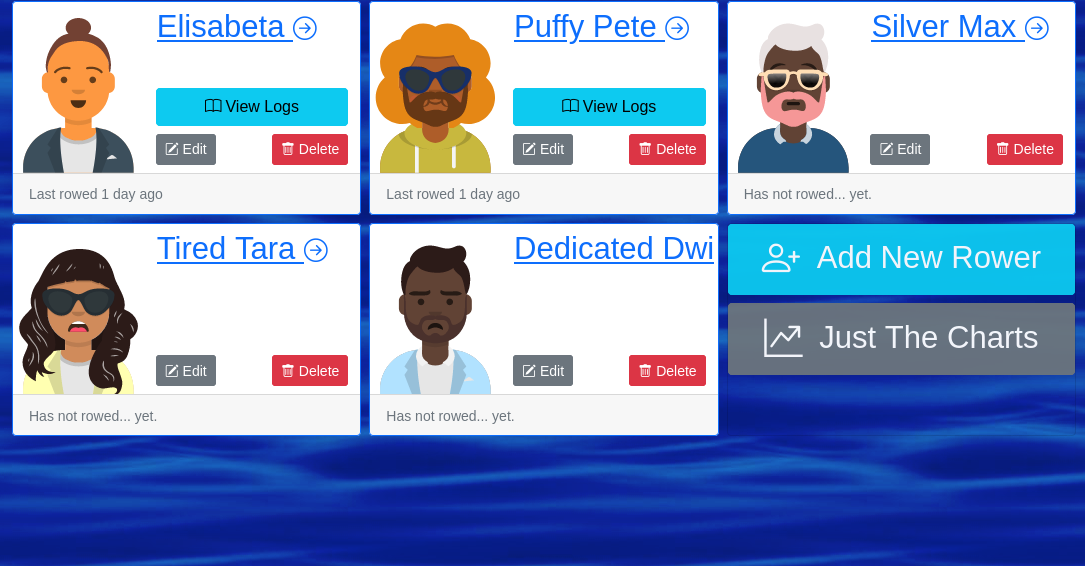 Elisabeta
View Logs
Edit
Delete
Last rowed 1 day ago
Puffy Pete
View Logs
Edit
Delete
Last rowed 1 day ago
Silver Max
Edit
Delete
Has not rowed... yet.
Tired Tara
Edit
Delete
Has not rowed... yet.
Dedicated Dwi
Edit
Delete
Has not rowed... yet.
Add New Rower
Just The Charts